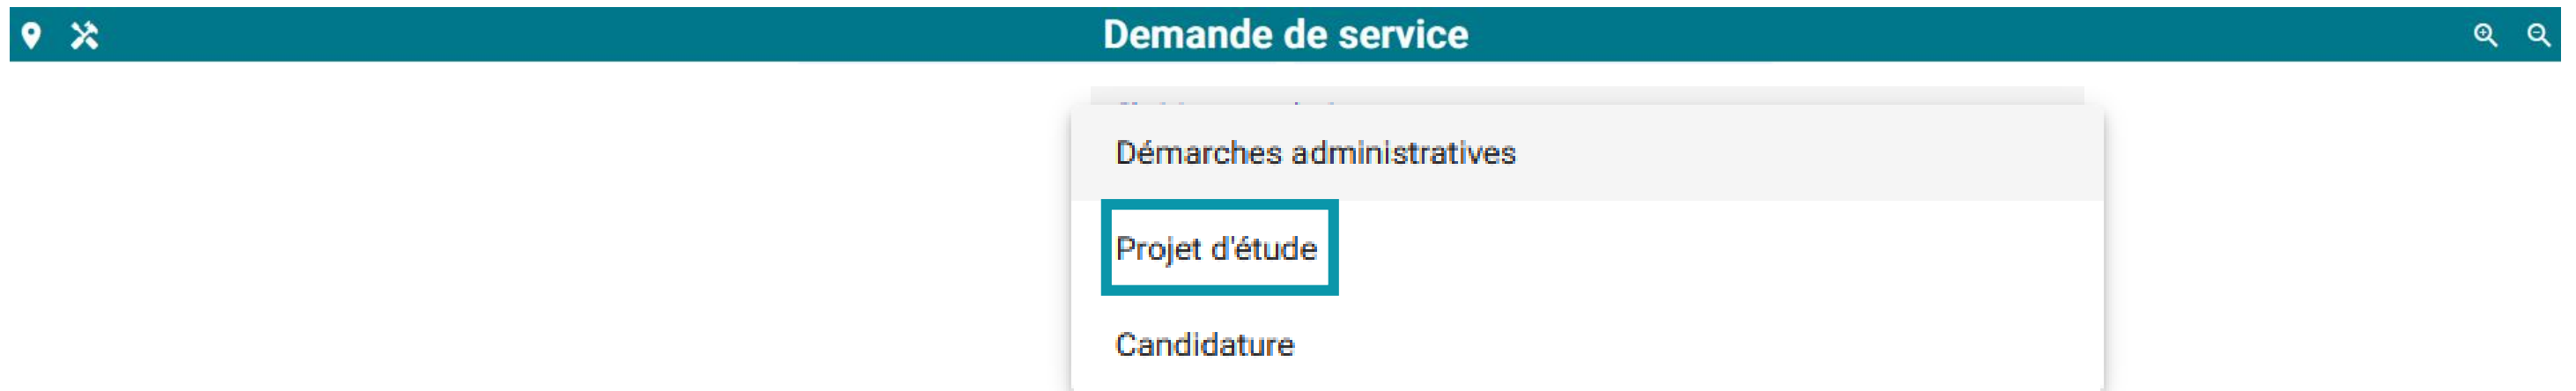 Demande de service
Démarches administratives
Projet d'étude
Candidature